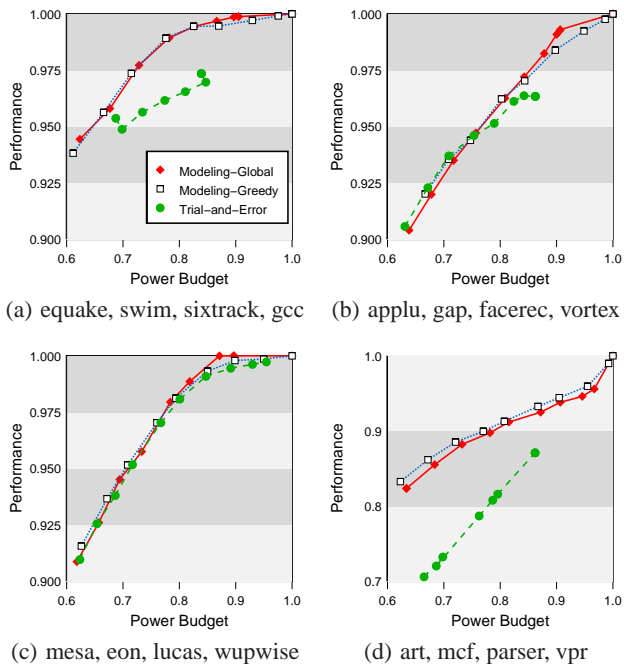 1.000
0.975
0.950
0.925
0.900
Performance
Modeling-Global
Modeling-Greedy
Trial-and-Error
0.6 0.7 0.8 0.9 1.0
Power Budget
(a) equake, swim, sixtrack, gcc
1.000
0.975
0.950
0.925
0.900
Performance
0.6 0.7 0.8 0.9 1.0
Power Budget
(b) applu, gap, facerec, vortex
1.000
0.975
0.950
0.925
0.900
Performance
0.6 0.7 0.8 0.9 1.0
Power Budget
(c) mesa, eon, lucas, wupwise
1.0
0.9
0.8
0.7
Performance
0.6 0.7 0.8 0.9 1.0
Power Budget
(d) art, mcf, parser, vpr